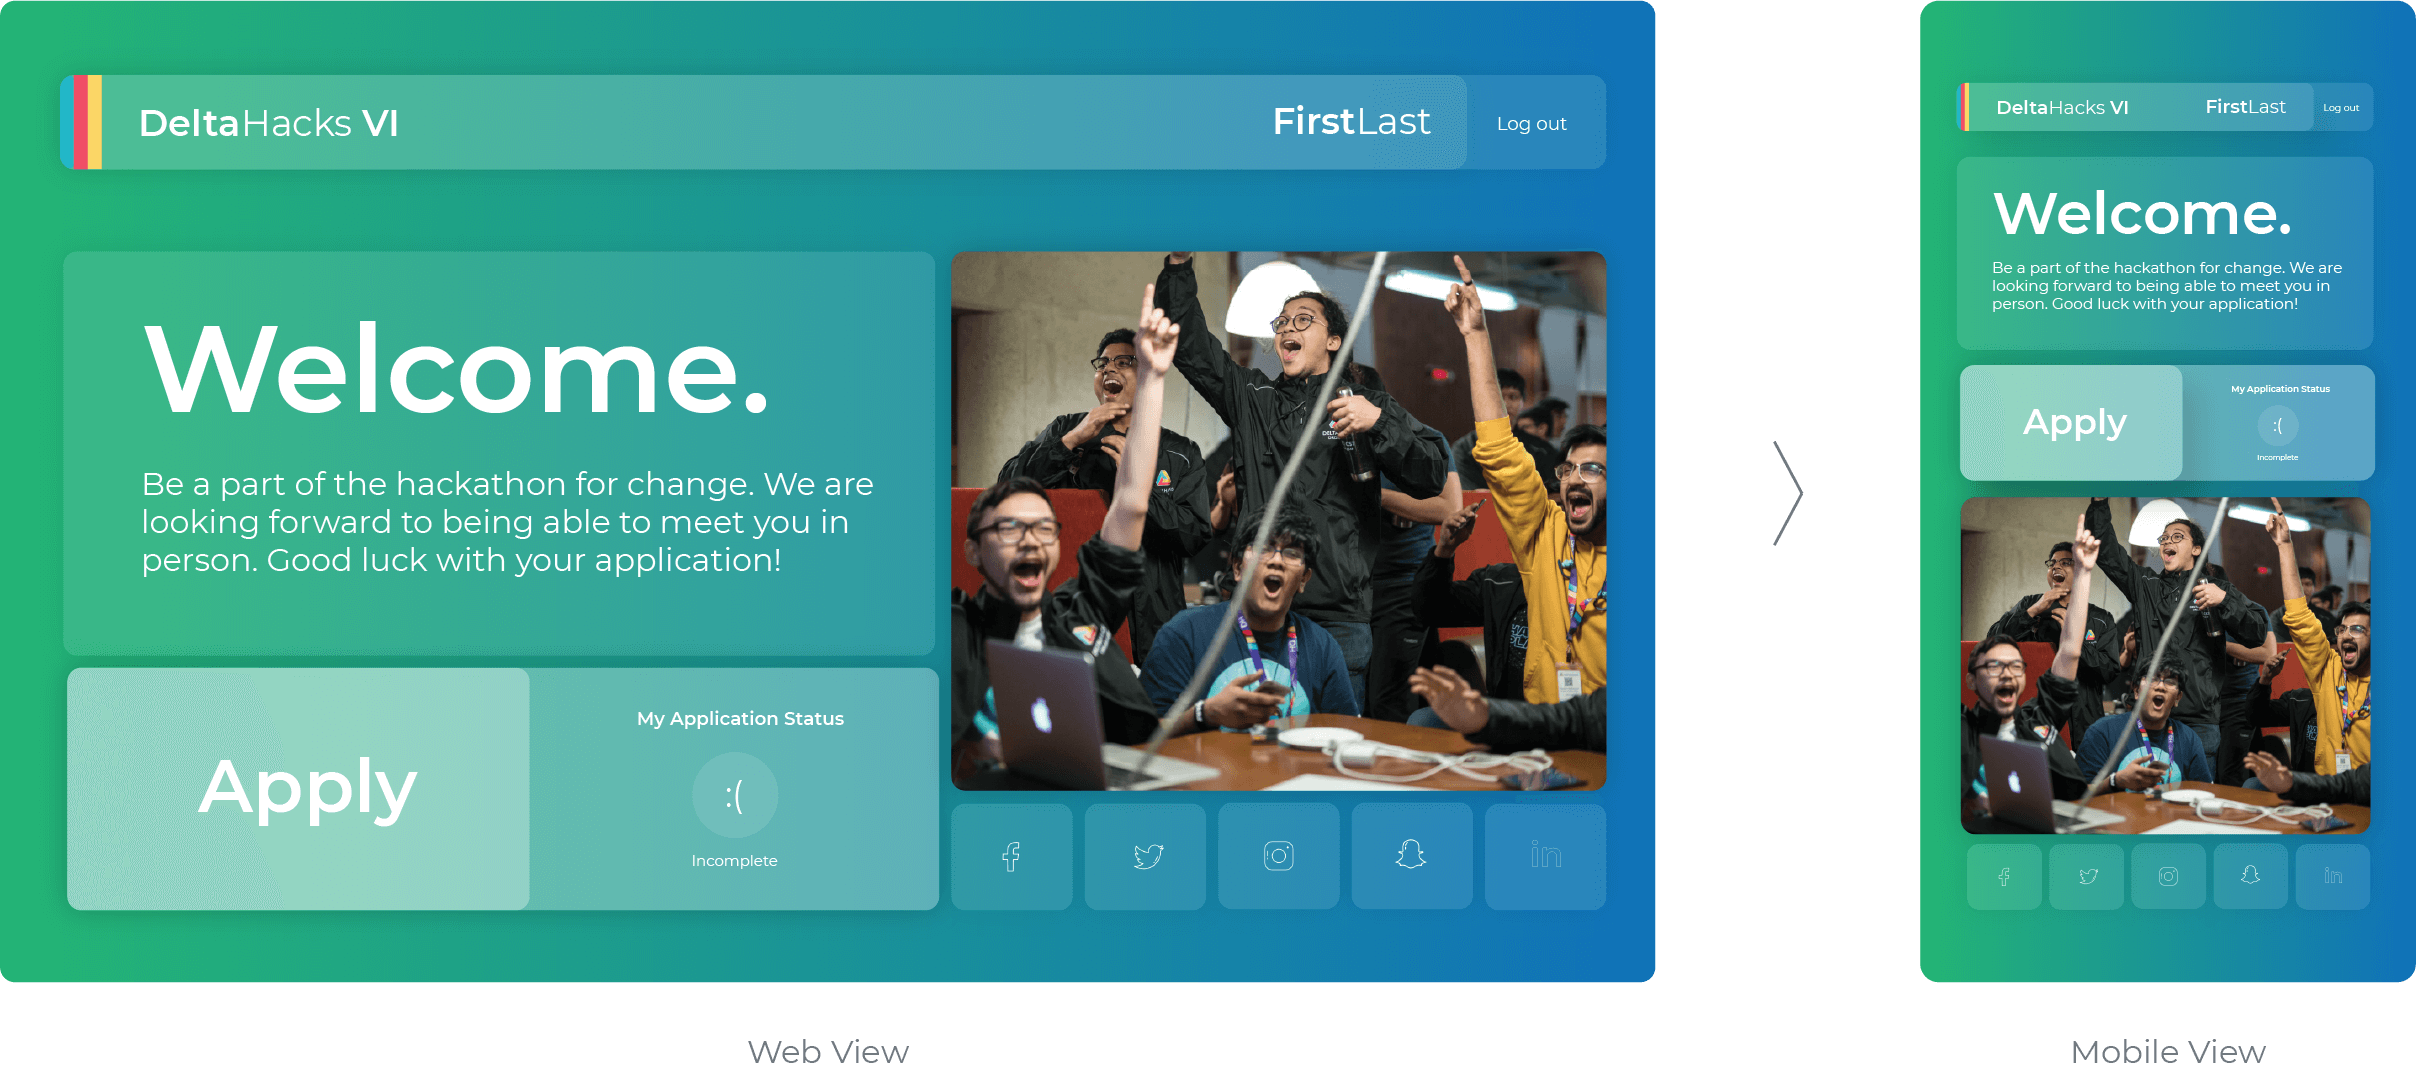 DeltaHacks VI
FirstLast
Log out
Welcome.
Be a part of the hackathon for change. We are
looking forward to being able to meet you in
person. Good luck with your application!
Apply
My Application Status
:(
Incomplete
Web View
DeltaHacks VI
FirstLast
Log out
Welcome.
Be a part of the hackathon for change. We are
looking forward to being able to meet you in
person. Good luck with your application!
Apply
My Application Status
:(
Incomplete
Mobile View